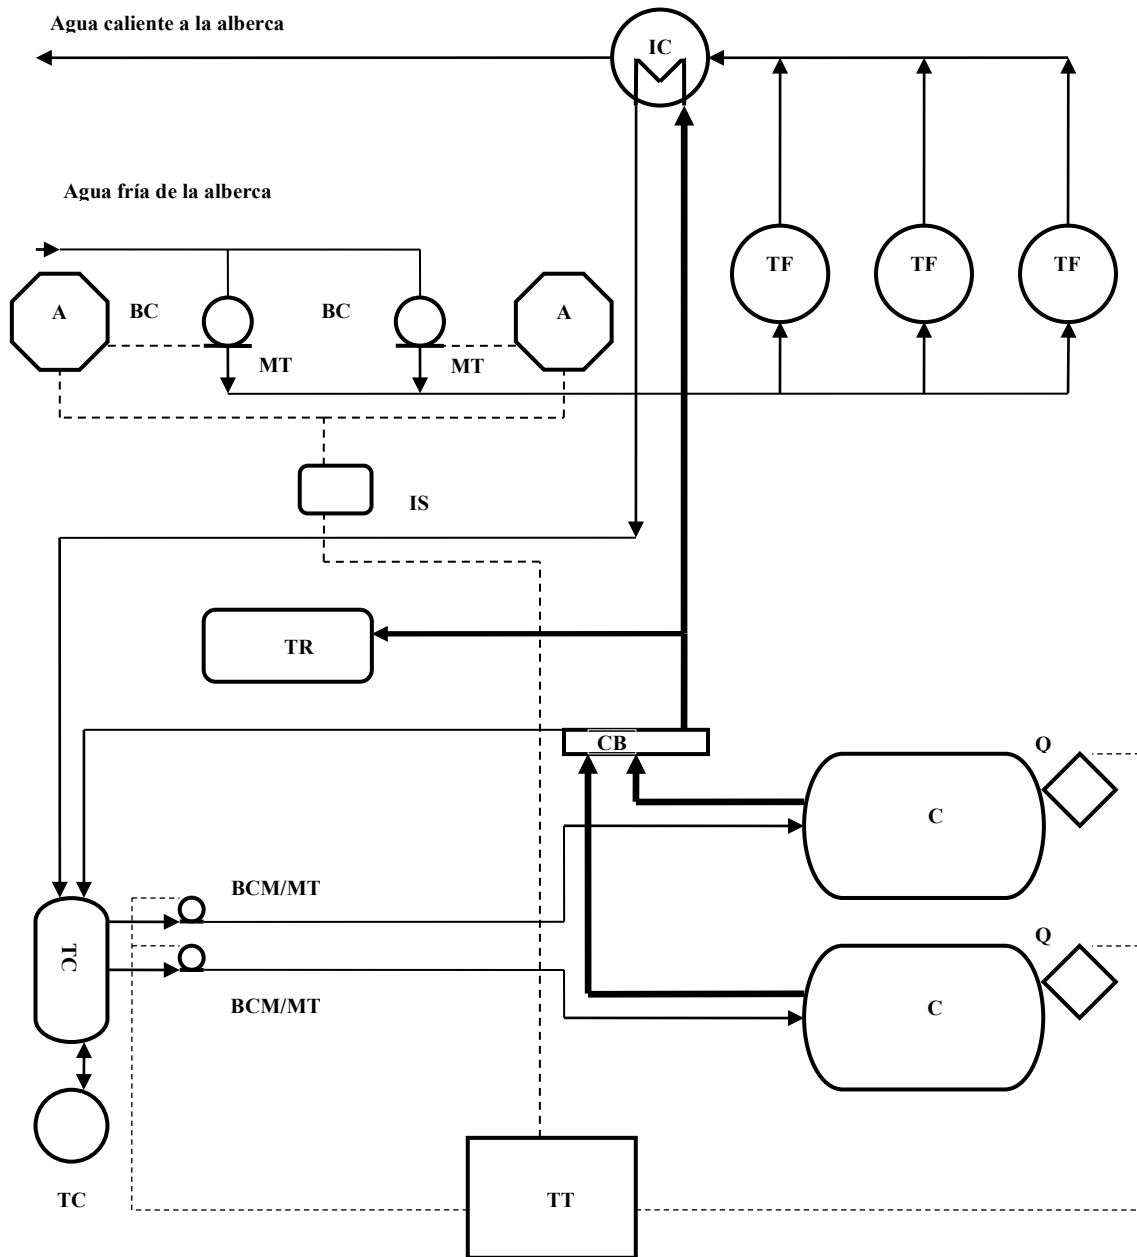 Agua caliente a la alberca
IC
Agua fría de la alberca
TF
TF
TF
A
BC
BC
A
MT
MT
IS
TR
CB
Q
C
BCM/MT
TC
Q
BCM/MT
C
TC
TT